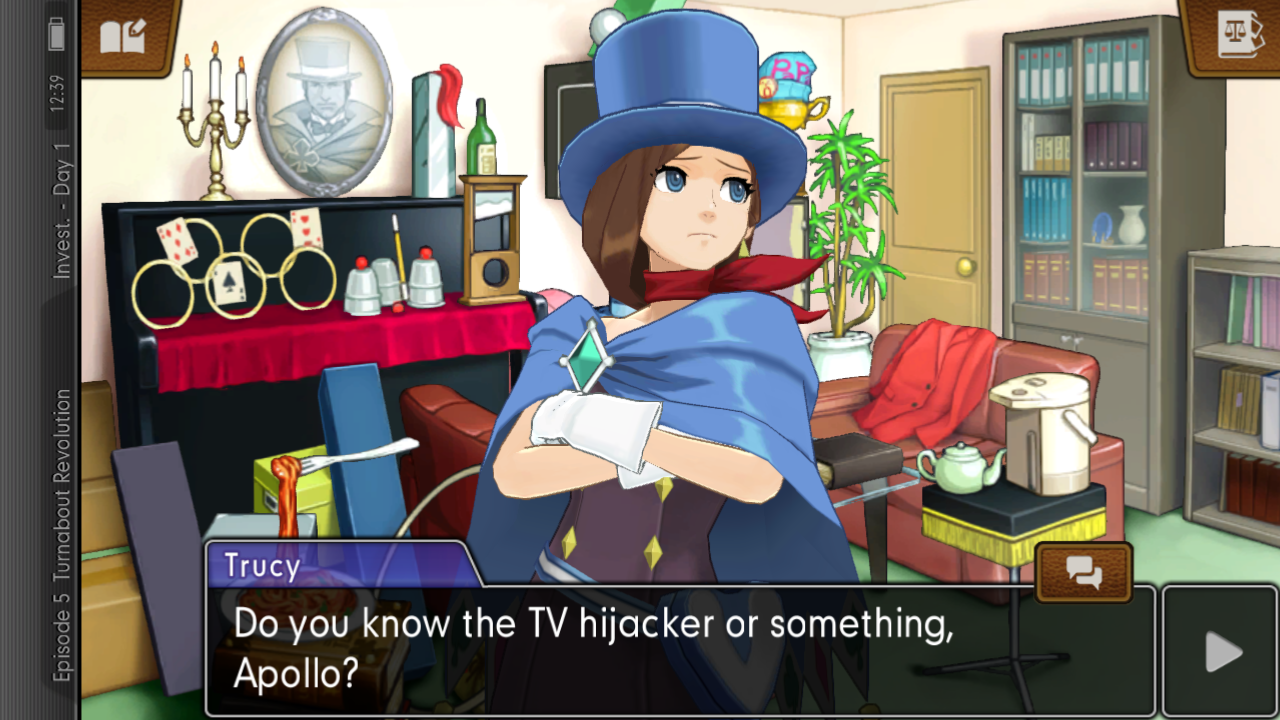 12:39
Invest. - Day 1
Episode 5 Turnabout Revolution
B.P.
Trucy
Do you know the TV hijacker or something,
Apollo?